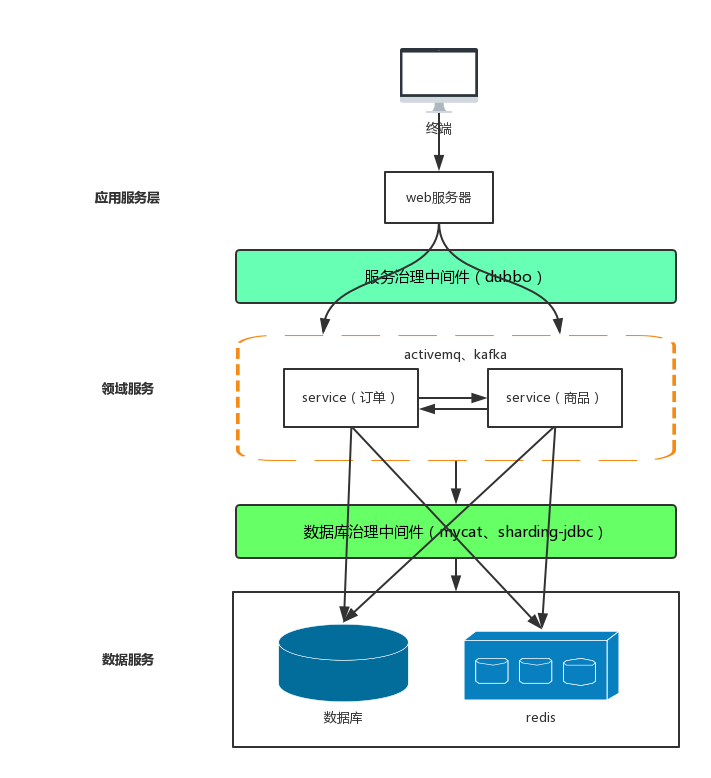 终端
应用服务层
web服务器
服务治理中间件（dubbo）
activemq、kafka
领域服务
service（订单）
service（商品）
数据库治理中间件（mycat、sharding-jdbc）
数据服务
数据库
redis